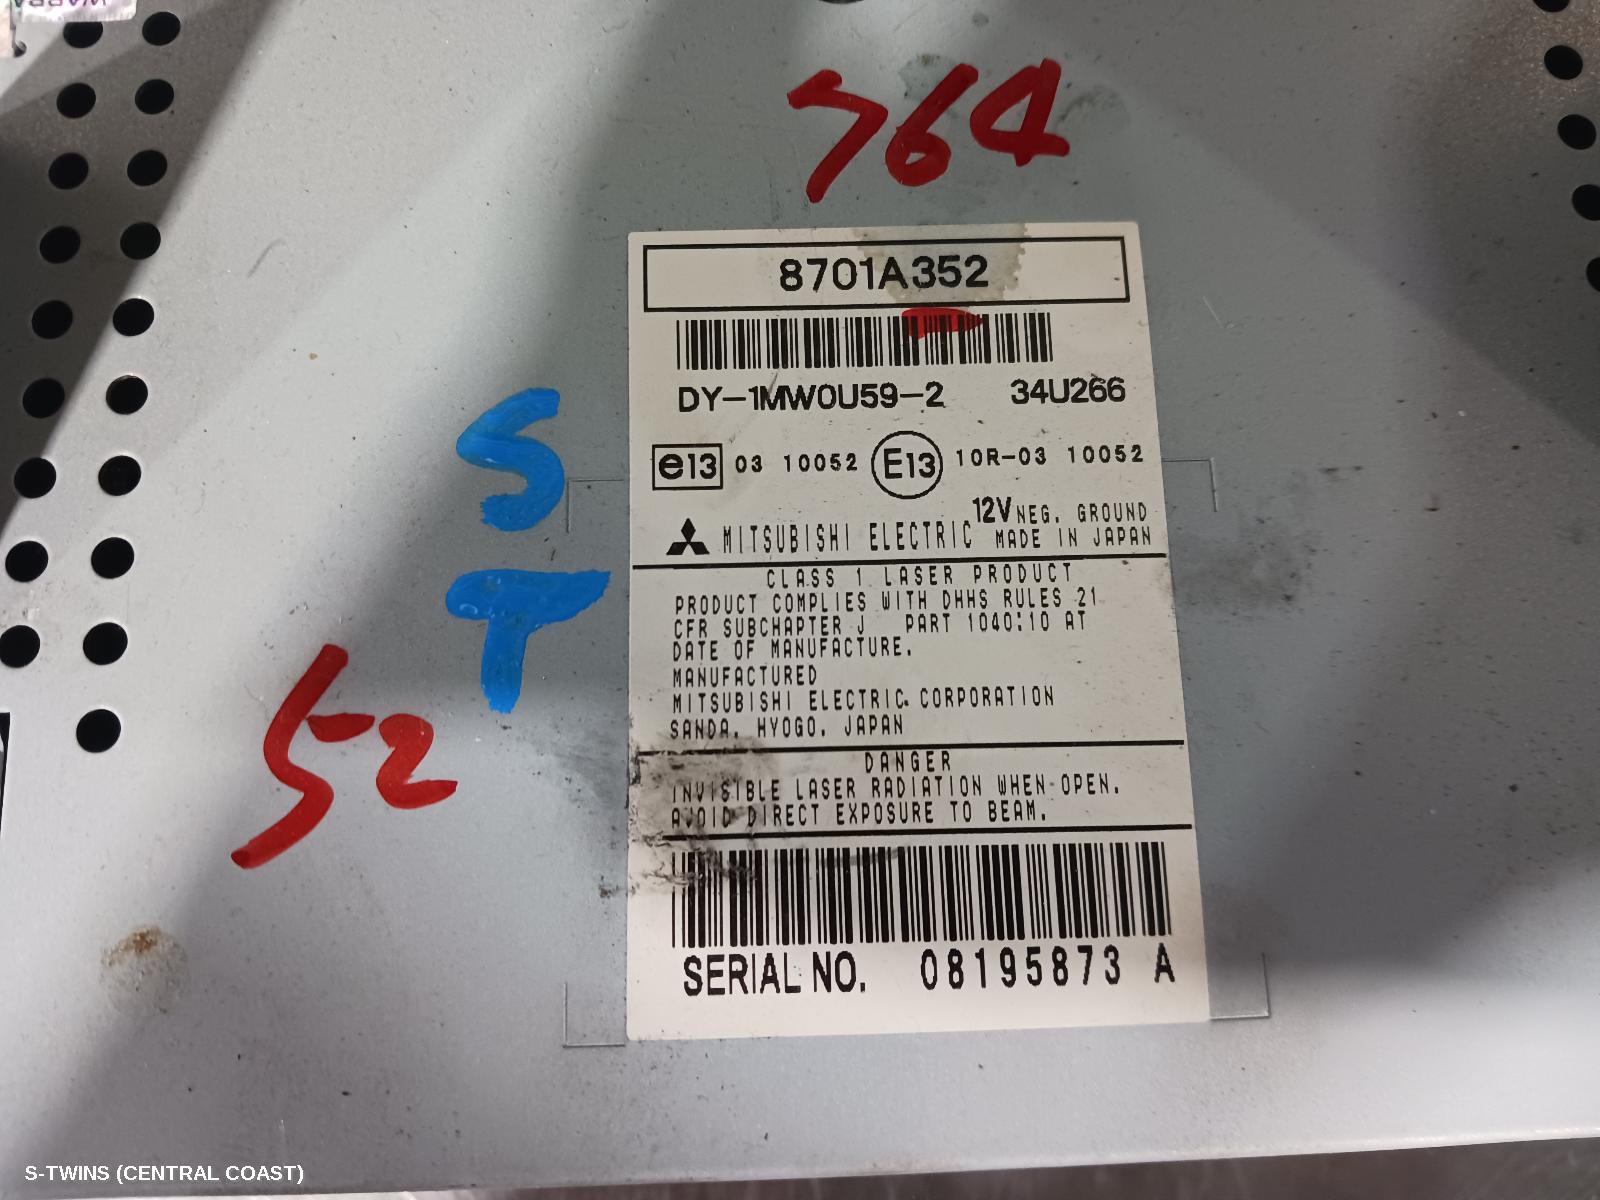 764
8701A352
DY-1MW0U59-2 34U266
e13 03 10052 E13 10R-03 10052
12V NEG. GROUND
MITSUBISHI ELECTRIC MADE IN JAPAN
CLASS 1 LASER PRODUCT
PRODUCT COMPLIES WITH DHHS RULES 21
CFR SUBCHAPTER J PART 1040:10 AT
DATE OF MANUFACTURE.
MANUFACTURED
MITSUBISHI ELECTRIC. CORPORATION
SANDA. HYOGO. JAPAN
DANGER
INVISIBLE LASER RADIATION WHEN OPEN.
AVOID DIRECT EXPOSURE TO BEAM.
SERIAL NO. 08195873 A
S
T
52
S-TWINS (CENTRAL COAST)